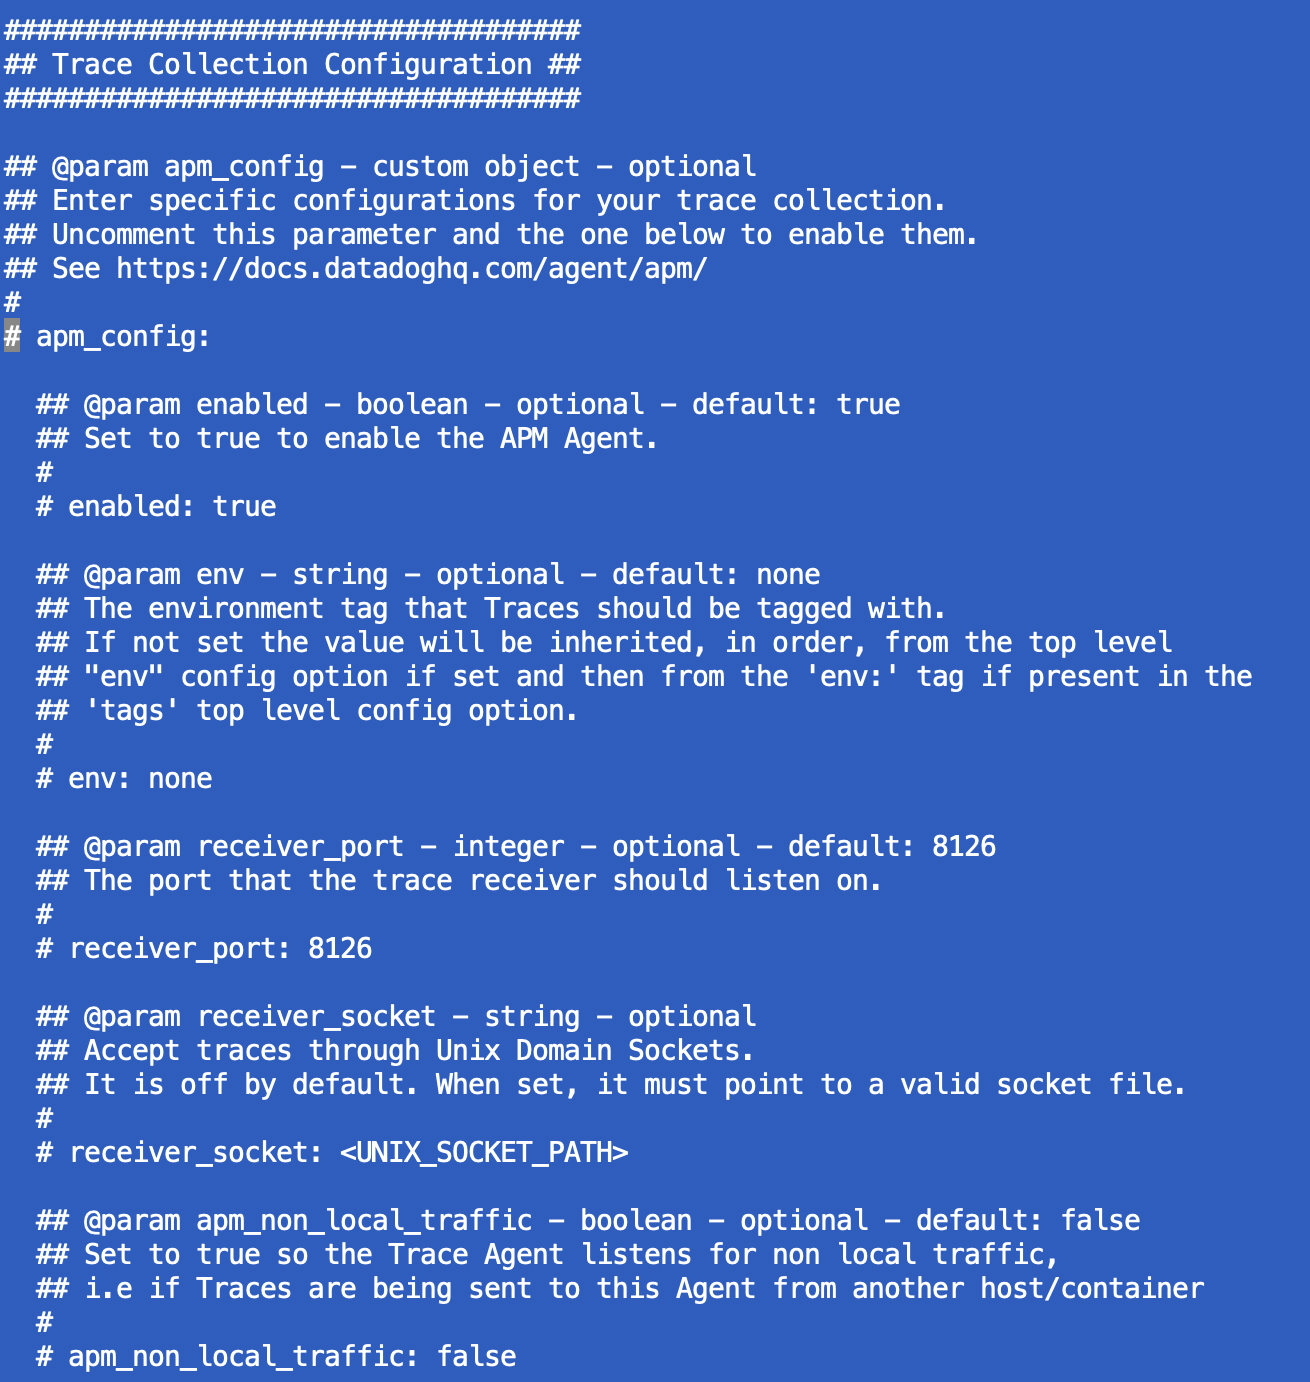 ####################################
## Trace Collection Configuration ##
####################################
## @param apm_config - custom object - optional
## Enter specific configurations for your trace collection.
## Uncomment this parameter and the one below to enable them.
## See https://docs.datadoghq.com/agent/apm/
#
# apm_config:
## @param enabled - boolean - optional - default: true
## Set to true to enable the APM Agent.
#
# enabled: true
## @param env - string - optional - default: none
## The environment tag that Traces should be tagged with.
## If not set the value will be inherited, in order, from the top level
## "env" config option if set and then from the 'env:' tag if present in the
## 'tags' top level config option.
#
# env: none
## @param receiver_port - integer - optional - default: 8126
## The port that the trace receiver should listen on.
#
# receiver_port: 8126
## @param receiver_socket - string - optional
## Accept traces through Unix Domain Sockets.
## It is off by default. When set, it must point to a valid socket file.
#
# receiver_socket: <UNIX_SOCKET_PATH>
## @param apm_non_local_traffic - boolean - optional - default: false
## Set to true so the Trace Agent listens for non local traffic,
## i.e if Traces are being sent to this Agent from another host/container
#
# apm_non_local_traffic: false